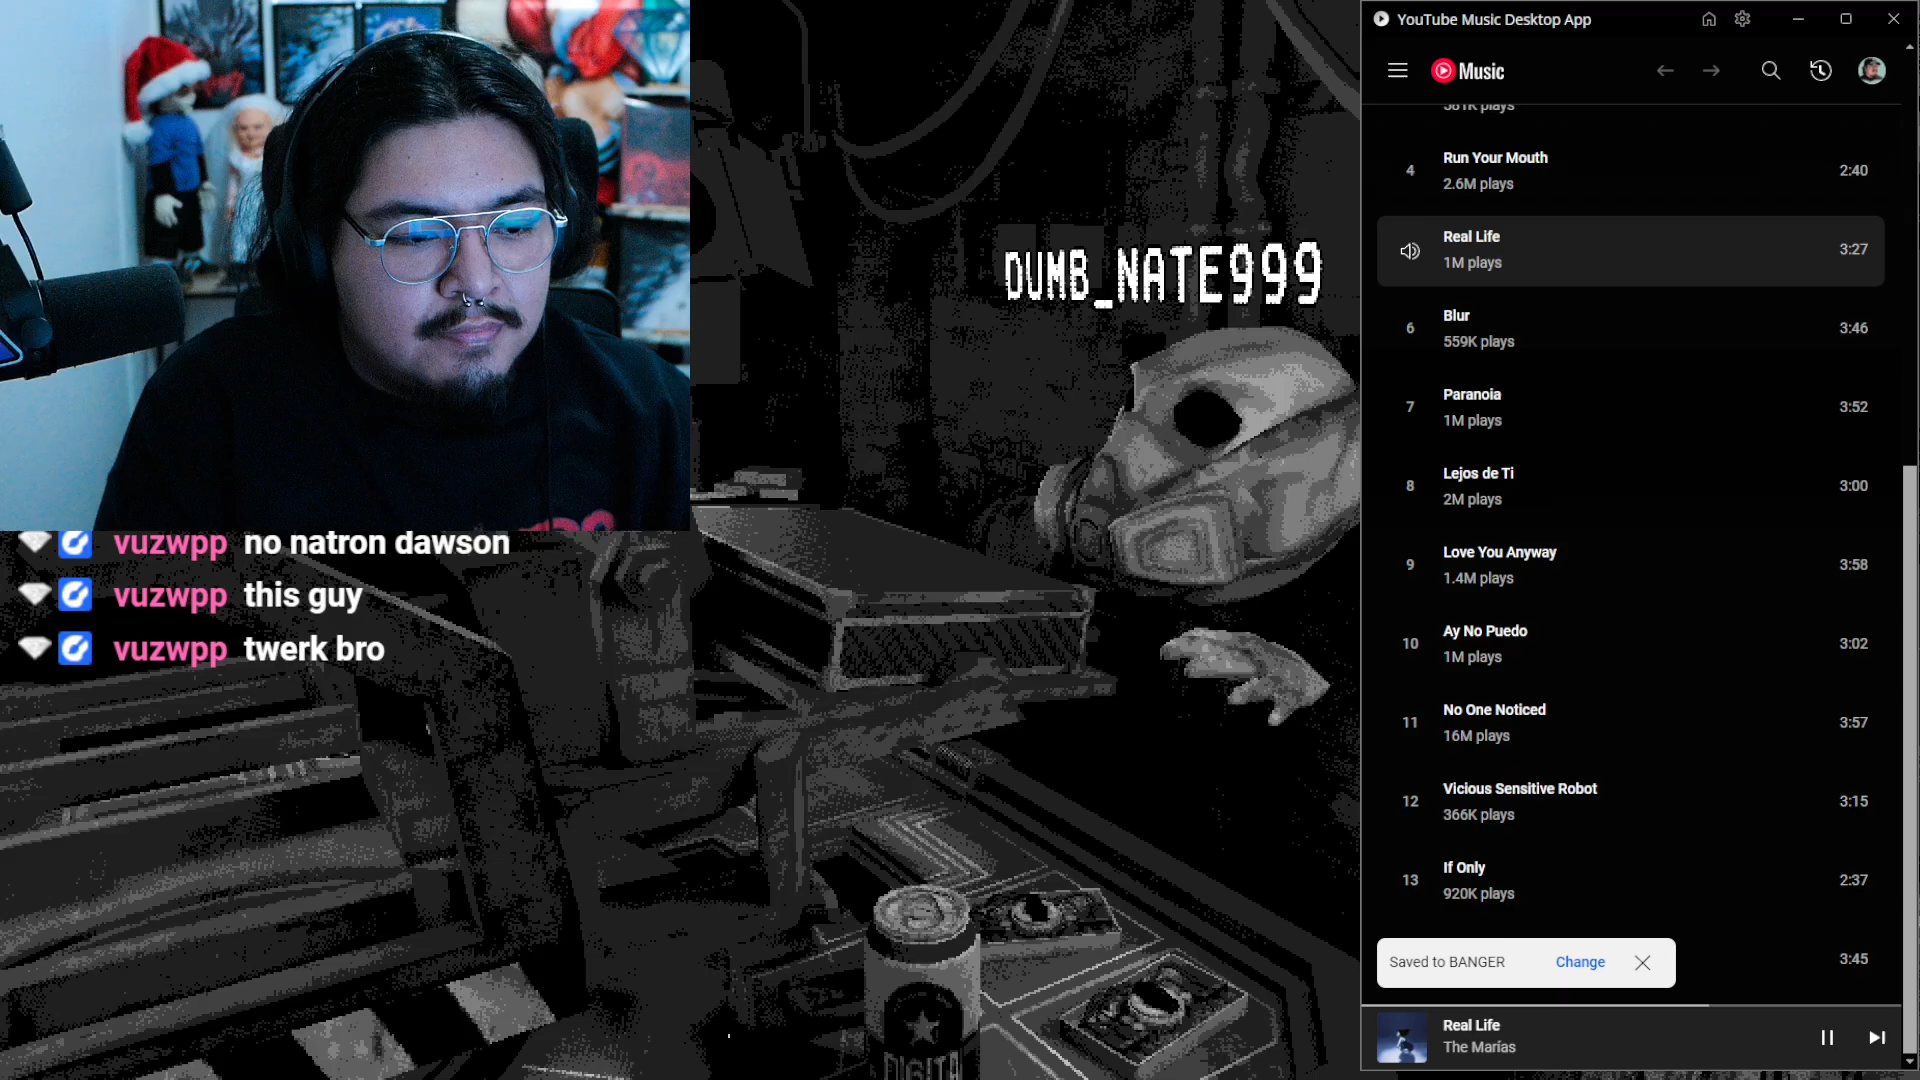 YouTube Music Desktop App
Music
381K plays
4
Run Your Mouth
2.6M plays
2:40
Real Life
1M plays
3:27
6
Blur
559K plays
3:46
7
Paranoia
1M plays
3:52
8
Lejos de Ti
2M plays
3:00
9
Love You Anyway
1.4M plays
3:58
10
Ay No Puedo
1M plays
3:02
11
No One Noticed
16M plays
3:57
12
Vicious Sensitive Robot
366K plays
3:15
13
If Only
920K plays
2:37
3:45
Saved to BANGER
Change
Real Life
The Marías
DUMB_NATE999
vuzwpp no natron dawson
vuzwpp this guy
vuzwpp twerk bro